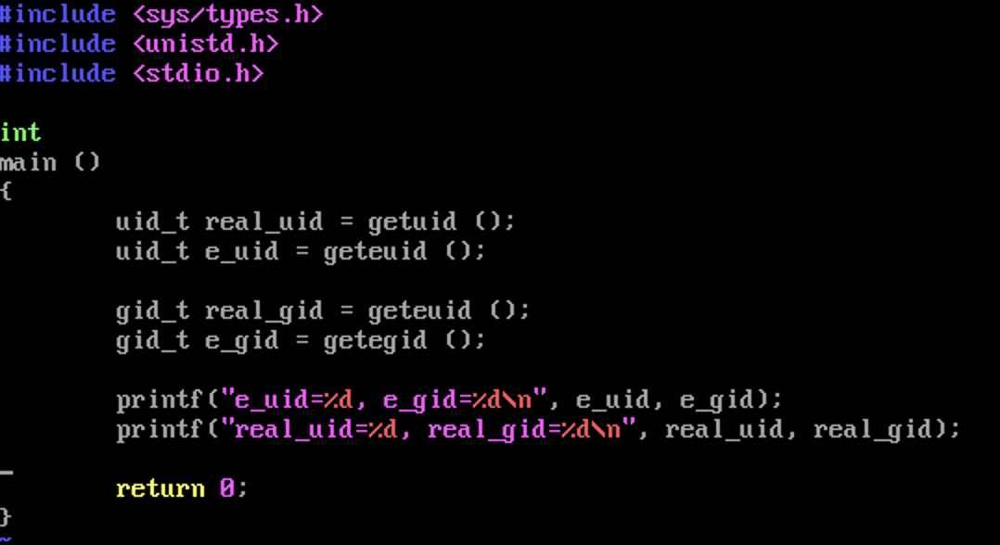 #include <sys/types.h>
#include <unistd.h>
#include <stdio.h>
int
main ()
{
uid_t real_uid = getuid ();
uid_t e_uid = geteuid ();
gid_t real_gid = geteuid ();
gid_t e_gid = getegid ();
printf("e_uid=%d, e_gid=%d\n", e_uid, e_gid);
printf("real_uid=%d, real_gid=%d\n", real_uid, real_gid);
return 0;
}
~